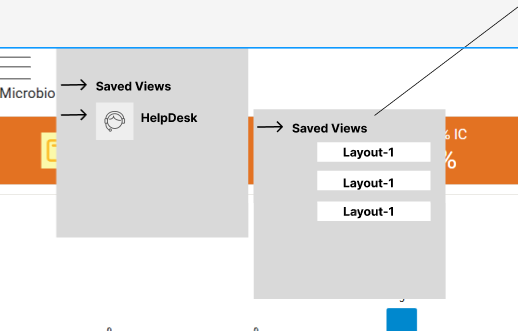 Microbio
Saved Views
HelpDesk
Saved Views
Layout-1
Layout-1
Layout-1
% IC
%